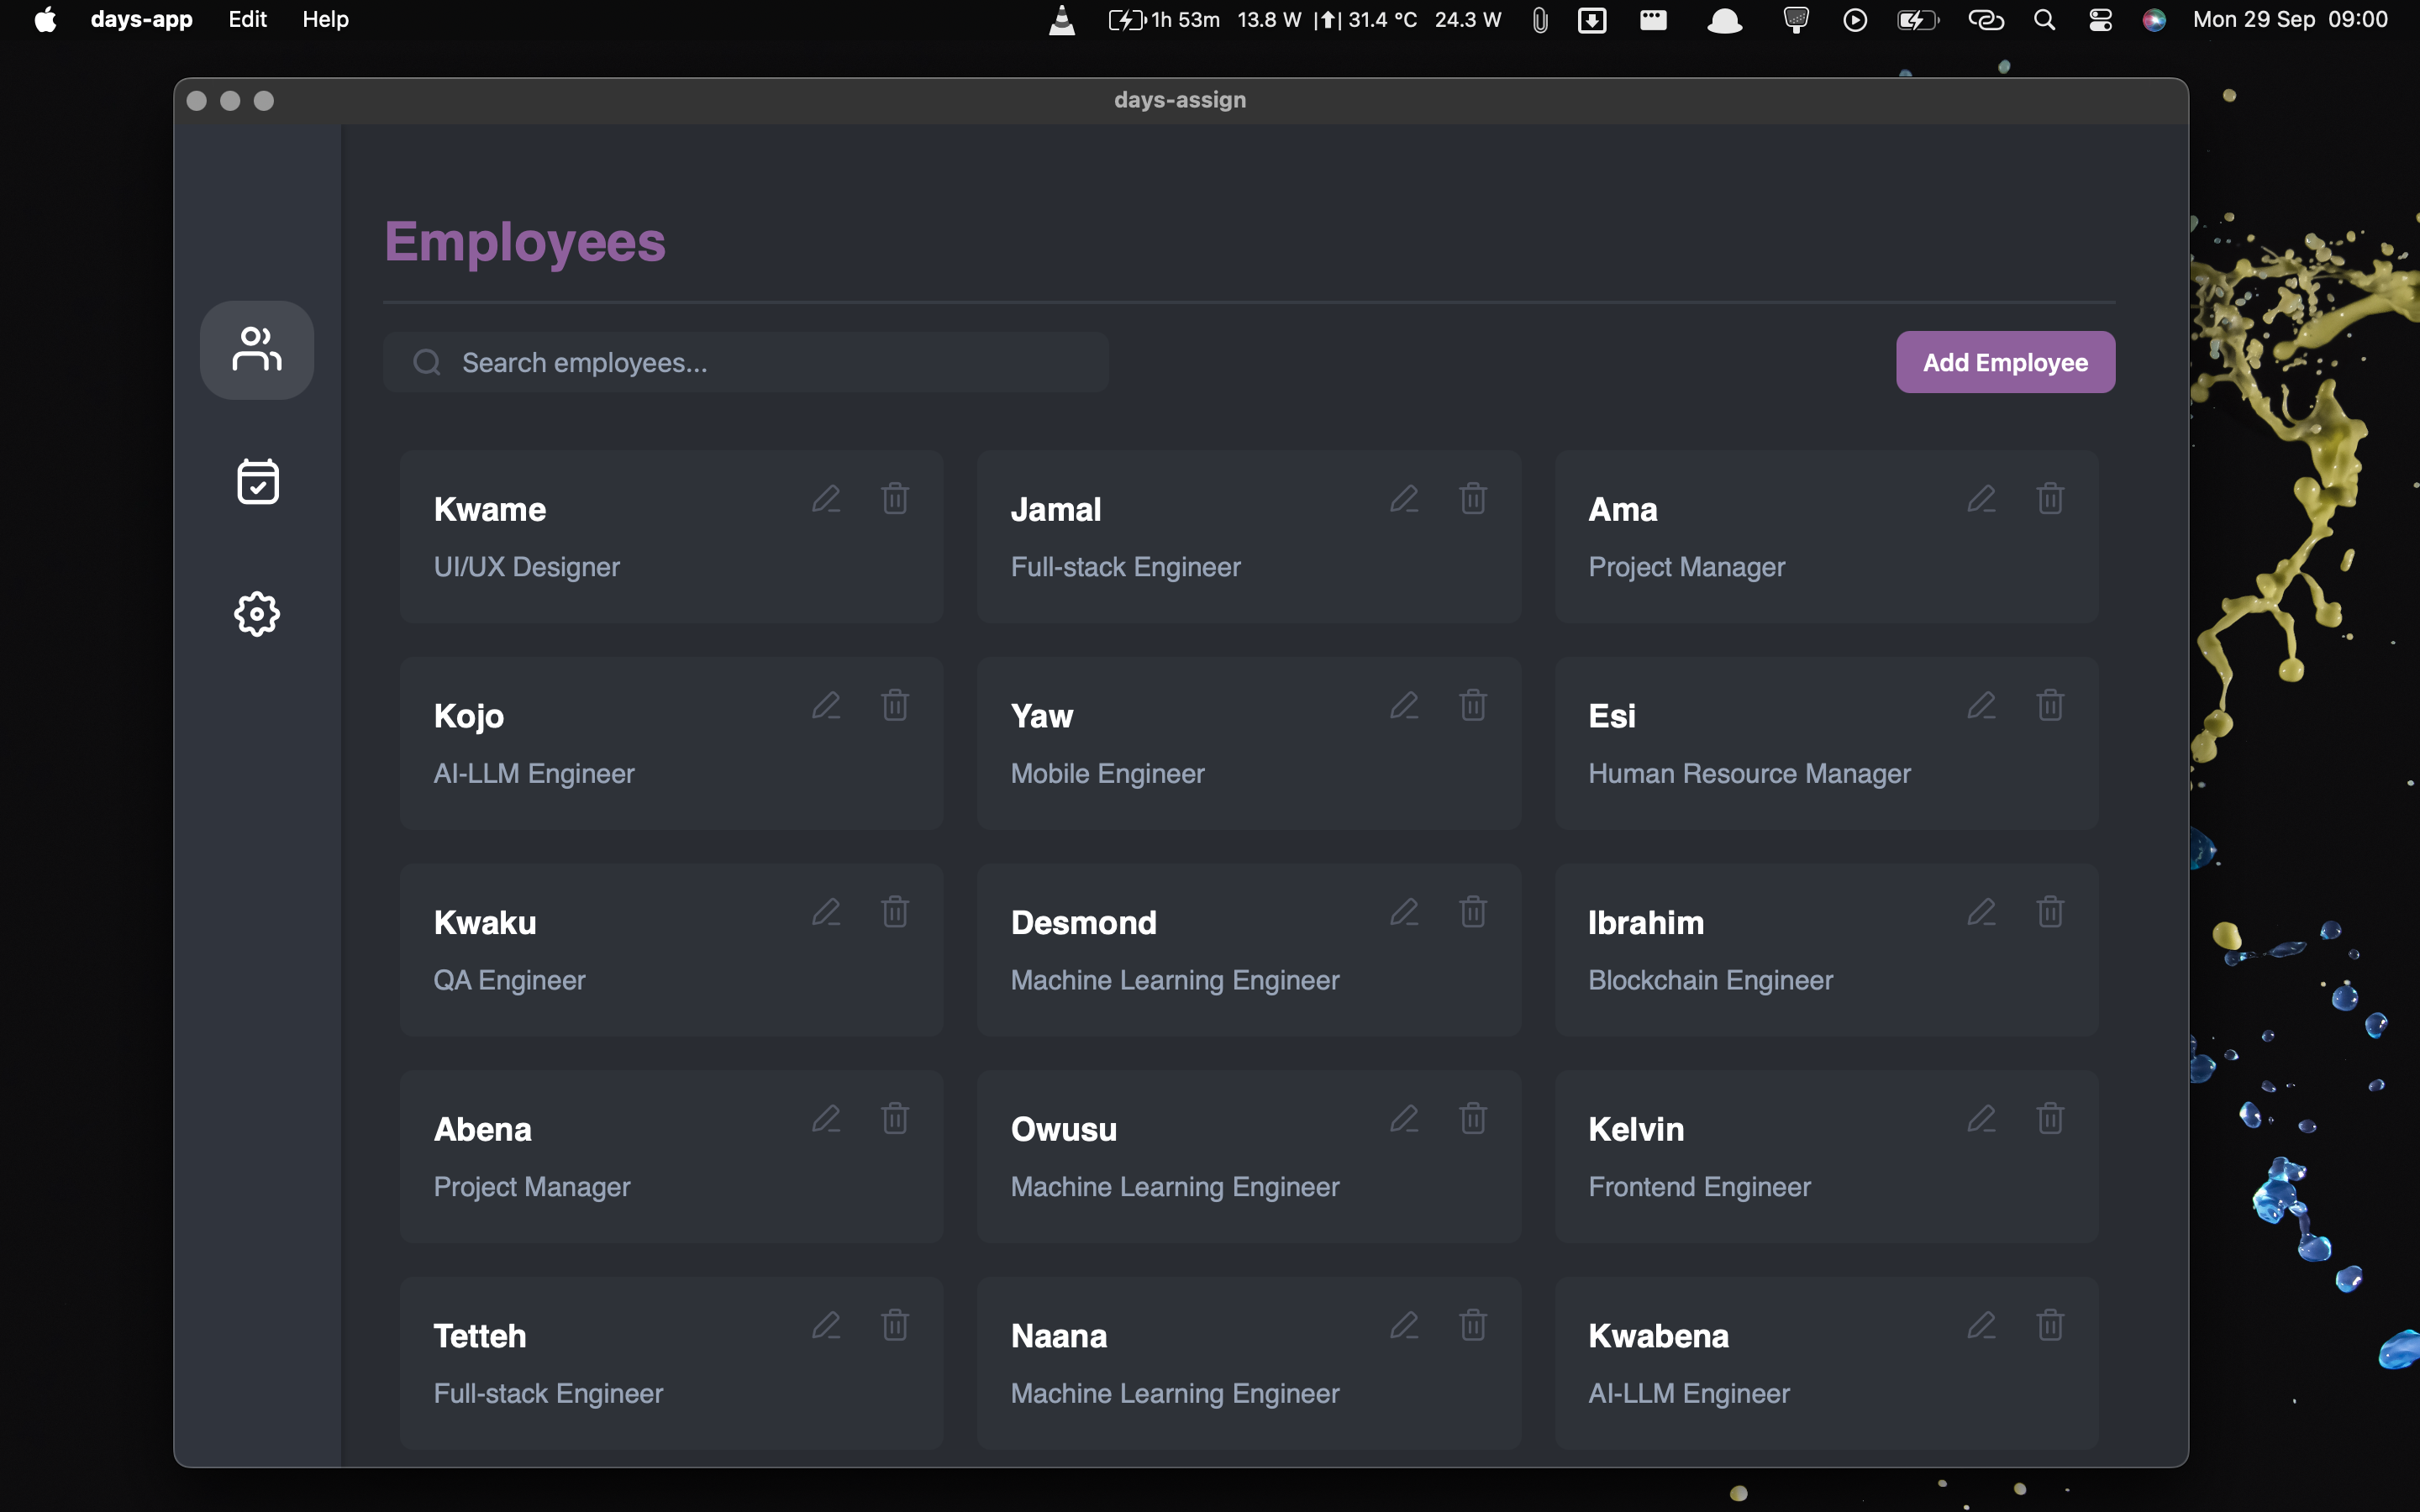 days-app Edit Help 1h 53m 13.8 W 31.4 °C 24.3 W Mon 29 Sep 09:00
days-assign
Employees
Search employees...
Add Employee
Kwame
UI/UX Designer
Jamal
Full-stack Engineer
Ama
Project Manager
Kojo
AI-LLM Engineer
Yaw
Mobile Engineer
Esi
Human Resource Manager
Kwaku
QA Engineer
Desmond
Machine Learning Engineer
Ibrahim
Blockchain Engineer
Abena
Project Manager
Owusu
Machine Learning Engineer
Kelvin
Frontend Engineer
Tetteh
Full-stack Engineer
Naana
Machine Learning Engineer
Kwabena
AI-LLM Engineer